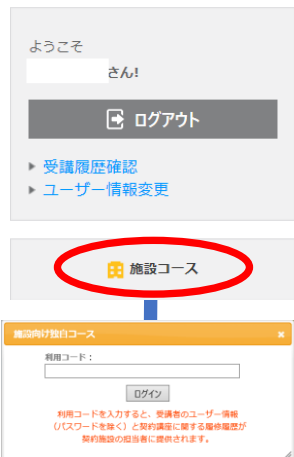 ようこそ
さん!
ログアウト
受講履歴確認
ユーザー情報変更
施設コース
施設向け独自コース
×
利用コード：
ログイン
利用コードを入力すると、受講者のユーザー情報
（パスワードを除く）と契約講座に関する履修履歴が
契約施設の担当者に提供されます。